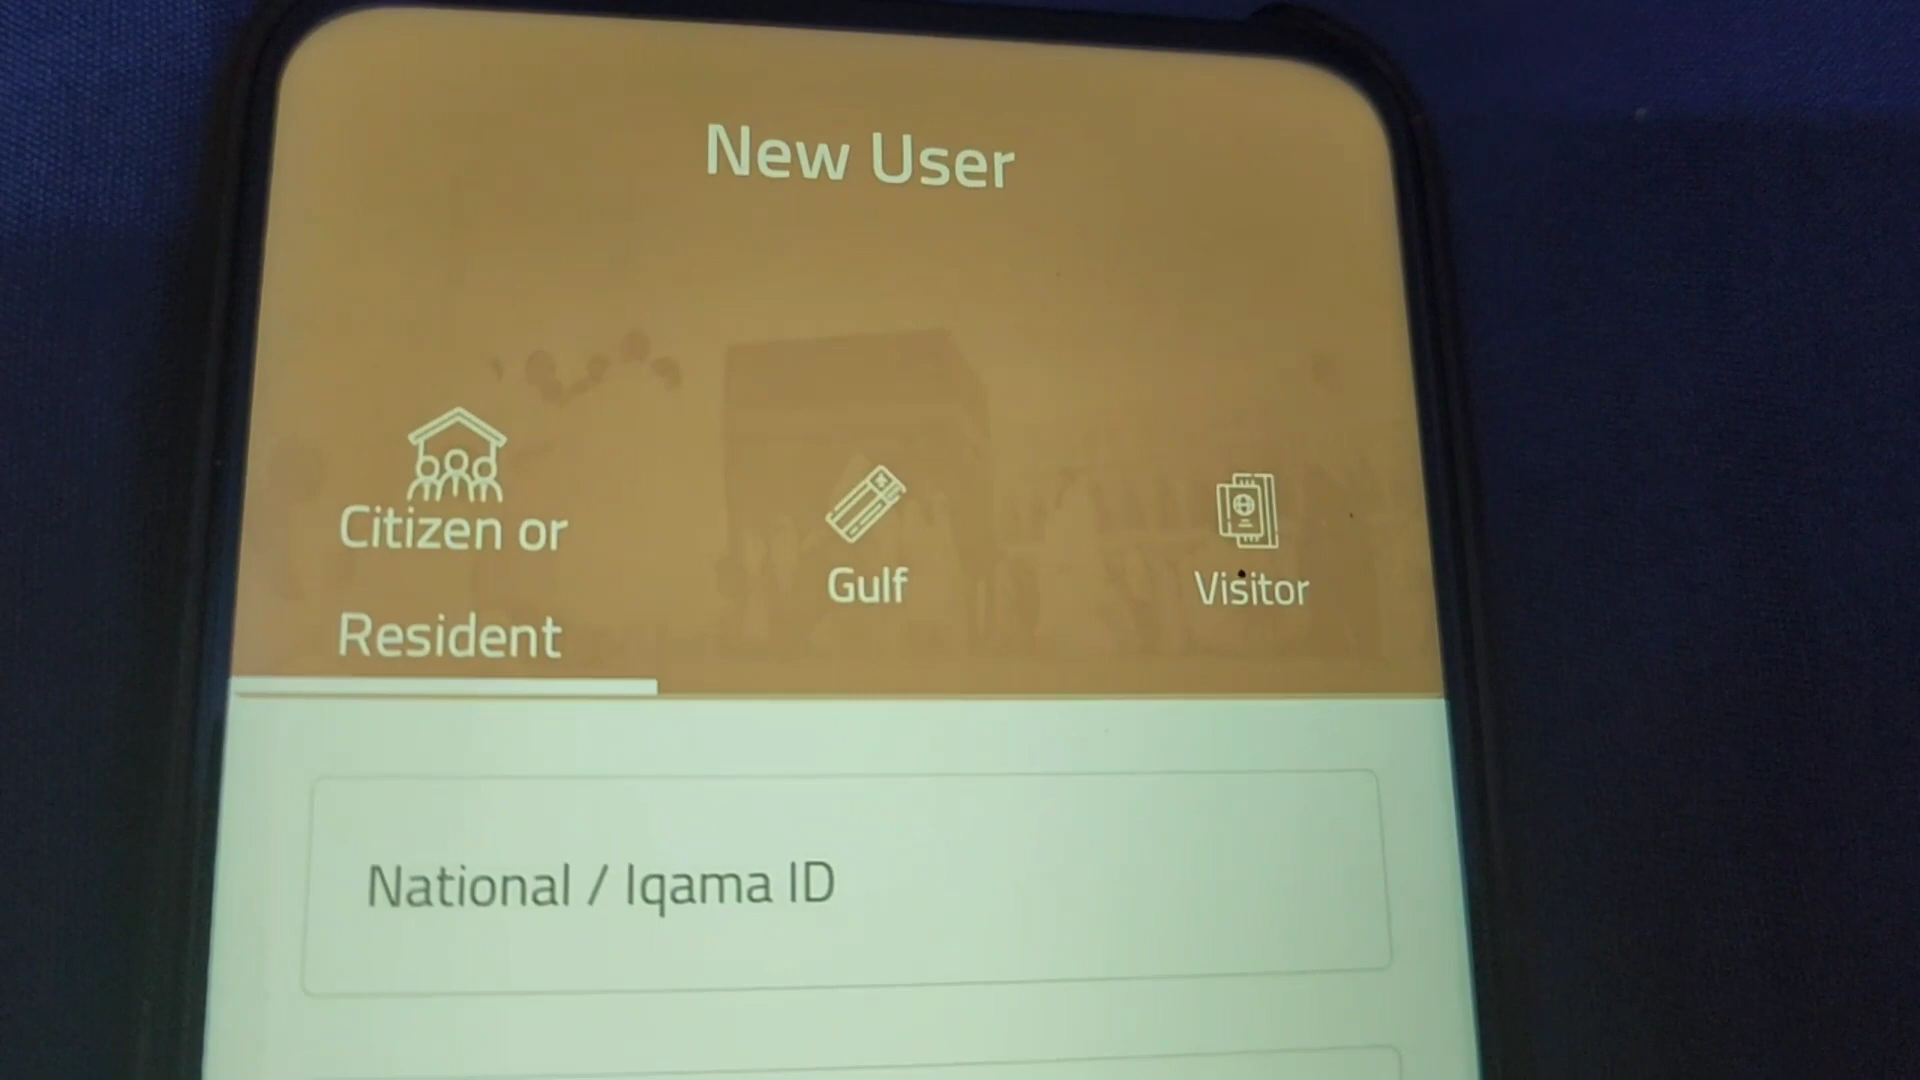 New User
Citizen or
Resident
Gulf
Visitor
National / Iqama ID